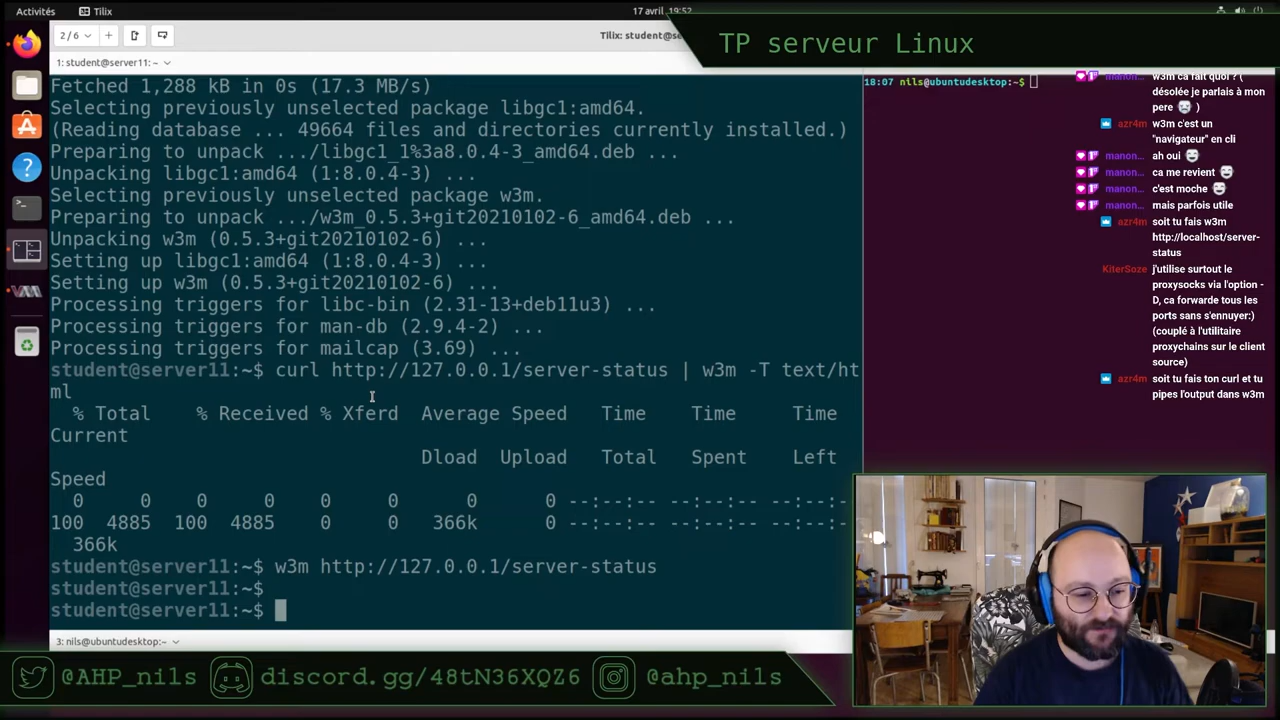 Activités
Tilix
17 avril 19:52
2/6
Tilix: student@se
TP serveur Linux
1: student@server11: ~
Fetched 1,288 kB in 0s (17.3 MB/s)
Selecting previously unselected package libgc1:amd64.
(Reading database ... 49664 files and directories currently installed.)
Preparing to unpack .../libgc1_1%3a8.0.4-3_amd64.deb ...
Unpacking libgc1:amd64 (1:8.0.4-3) ...
Selecting previously unselected package w3m.
Preparing to unpack .../w3m_0.5.3+git20210102-6_amd64.deb ...
Unpacking w3m (0.5.3+git20210102-6) ...
Setting up libgc1:amd64 (1:8.0.4-3) ...
Setting up w3m (0.5.3+git20210102-6) ...
Processing triggers for libc-bin (2.31-13+deb11u3) ...
Processing triggers for man-db (2.9.4-2) ...
Processing triggers for mailcap (3.69) ...
student@server11:~$ curl http://127.0.0.1/server-status | w3m -T text/ht
ml
% Total % Received % Xferd Average Speed Time Time Time
Current
Dload Upload Total Spent Left
Speed
0 0 0 0 0 0 0 0 --:--:-- --:--:-- --:--:--
100 4885 100 4885 0 0 366k 0 --:--:-- --:--:-- --:--:--
366k
student@server11:~$ w3m http://127.0.0.1/server-status
student@server11:~$
student@server11:~$
3: nils@ubuntudesktop:~
18:07 nils@ubuntudesktop:~$
manon... w3m ca fait quoi ? (
désolée je parlais à mon
pere )
azr4m w3m c'est un
"navigateur" en cli
manon... ah oui
manon... ca me revient
manon... c'est moche
manon... mais parfois utile
azr4m soit tu fais w3m
http://localhost/server-
status
KiterSoze j'utilise surtout le
proxysocks via l'option -
D, ca forwarde tous les
ports sans s'ennuyer:)
(couplé à l'utilitaire
proxychains sur le client
source)
azr4m soit tu fais ton curl et tu
pipes l'output dans w3m
@AHP_nils
discord.gg/48tN36XQZ6
@ahp_nils